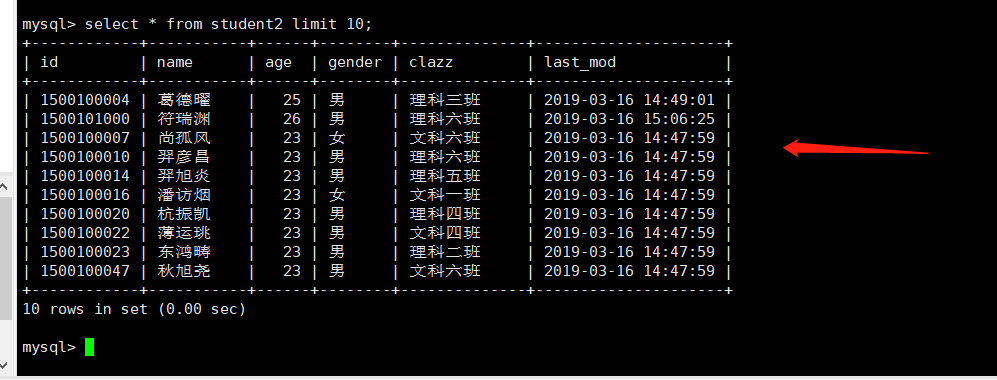 mysql> select * from student2 limit 10;
+------------+-----------+------+--------+--------------+---------------------+
| id         | name      | age  | gender | clazz        | last_mod            |
+------------+-----------+------+--------+--------------+---------------------+
| 1500100004 | 葛德曜    |   25 | 男     | 理科三班     | 2019-03-16 14:49:01 |
| 1500101000 | 符瑞渊    |   26 | 男     | 理科六班     | 2019-03-16 15:06:25 |
| 1500100007 | 尚孤风    |   23 | 女     | 文科六班     | 2019-03-16 14:47:59 |
| 1500100010 | 羿彦昌    |   23 | 男     | 理科六班     | 2019-03-16 14:47:59 |
| 1500100014 | 羿旭炎    |   23 | 男     | 理科五班     | 2019-03-16 14:47:59 |
| 1500100016 | 潘访烟    |   23 | 女     | 文科一班     | 2019-03-16 14:47:59 |
| 1500100020 | 杭振凯    |   23 | 男     | 理科四班     | 2019-03-16 14:47:59 |
| 1500100022 | 薄运珧    |   23 | 男     | 文科四班     | 2019-03-16 14:47:59 |
| 1500100023 | 东鸿畴    |   23 | 男     | 理科二班     | 2019-03-16 14:47:59 |
| 1500100047 | 秋旭尧    |   23 | 男     | 文科六班     | 2019-03-16 14:47:59 |
+------------+-----------+------+--------+--------------+---------------------+
10 rows in set (0.00 sec)
mysql>